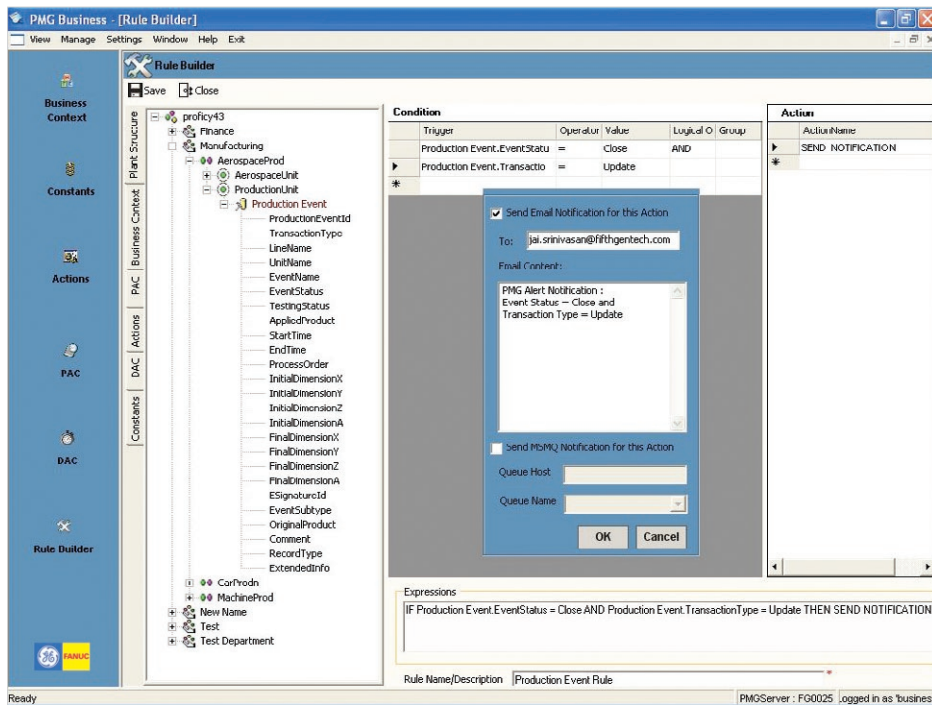 PMG Business - [Rule Builder]
View Manage Settings Window Help Exit
Rule Builder
Save Close
Business
Context
Constants
Actions
PAC
DAC
Rule Builder
FANUC
Plant Structure
Business Context
PAC
Actions
DAC
Constants
proficy43
Finance
Manufacturing
AerospaceProd
AerospaceUnit
ProductionUnit
Production Event
ProductionEventId
TransactionType
LineName
UnitName
EventName
EventStatus
TestingStatus
AppliedProduct
StartTime
EndTime
ProcessOrder
InitialDimensionX
InitialDimensionY
InitialDimensionZ
InitialDimensionA
FinalDimensionX
FinalDimensionY
FinalDimensionZ
FinalDimensionA
ESignatureId
EventSubtype
OriginalProduct
Comment
RecordType
ExtendedInfo
CarProdn
MachineProd
New Name
Test
Test Department
Condition
Trigger Operator Value Logical O Group
Production Event.EventStatu = Close AND
Production Event.Transactio = Update
Action
ActionName
SEND NOTIFICATION
Send Email Notification for this Action
To: jai.srinivasan@fifthgentech.com
Email Content:
PMG Alert Notification :
Event Status = Close and
Transaction Type = Update
Send MSMQ Notification for this Action
Queue Host
Queue Name
OK Cancel
Expressions
IF Production Event.EventStatus = Close AND Production Event.TransactionType = Update THEN SEND NOTIFICATION
Rule Name/Description Production Event Rule *
Ready PMGServer : FG0025 .ogged in as 'busines